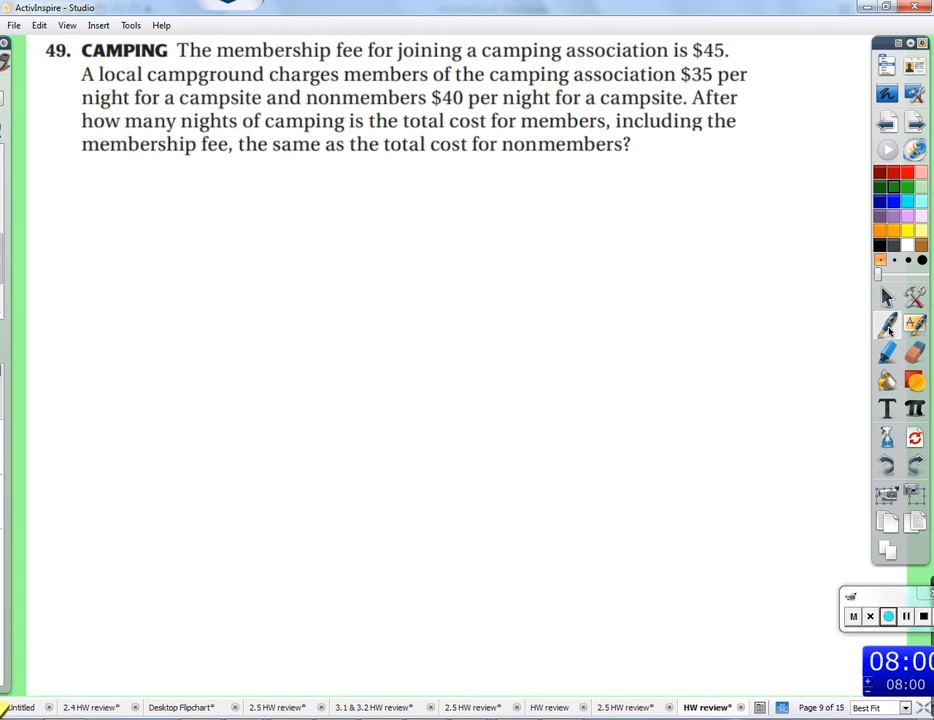 ActivInspire - Studio
File Edit View Insert Tools Help
49. CAMPING The membership fee for joining a camping association is $45.
A local campground charges members of the camping association $35 per
night for a campsite and nonmembers $40 per night for a campsite. After
how many nights of camping is the total cost for members, including the
membership fee, the same as the total cost for nonmembers?
A
T π
M
08:00
08:00
Untitled 2.4 HW review* Desktop Flipchart* 2.5 HW review* 3.1 & 3.2 HW review* 2.5 HW review* HW review 2.5 HW review* HW review* Page 9 of 15 Best Fit